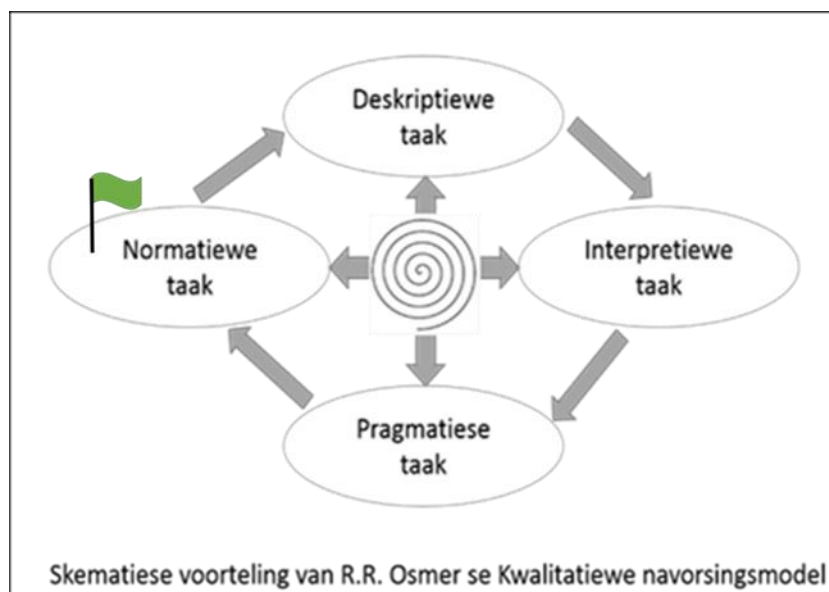 Deskriptiewe
taak
Normatiewe
taak
Interpretiewe
taak
Pragmatiese
taak
Skematiese voorteling van R.R. Osmer se Kwalitatiewe navorsingsmodel